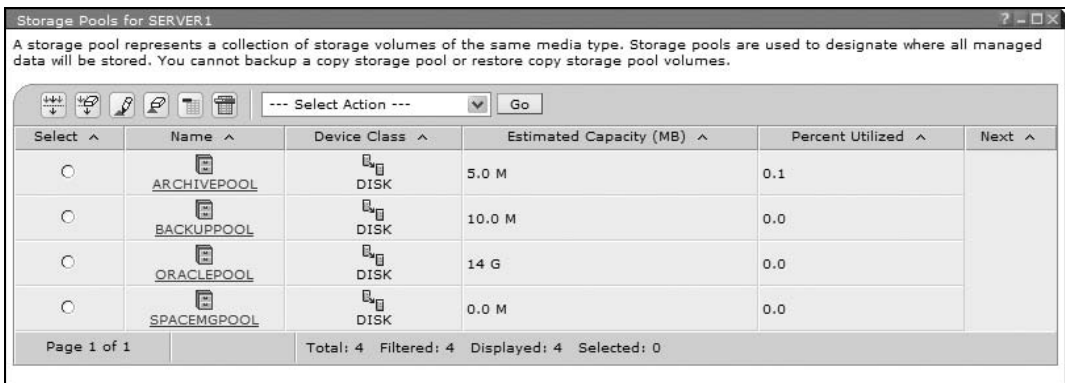 Storage Pools for SERVER1
A storage pool represents a collection of storage volumes of the same media type. Storage pools are used to designate where all managed
data will be stored. You cannot backup a copy storage pool or restore copy storage pool volumes.
--- Select Action --- Go
Select Name Device Class Estimated Capacity (MB) Percent Utilized Next
ARCHIVEPOOL DISK 5.0 M 0.1
BACKUPPOOL DISK 10.0 M 0.0
ORACLEPOOL DISK 14 G 0.0
SPACEMGPOOL DISK 0.0 M 0.0
Page 1 of 1 Total: 4 Filtered: 4 Displayed: 4 Selected: 0